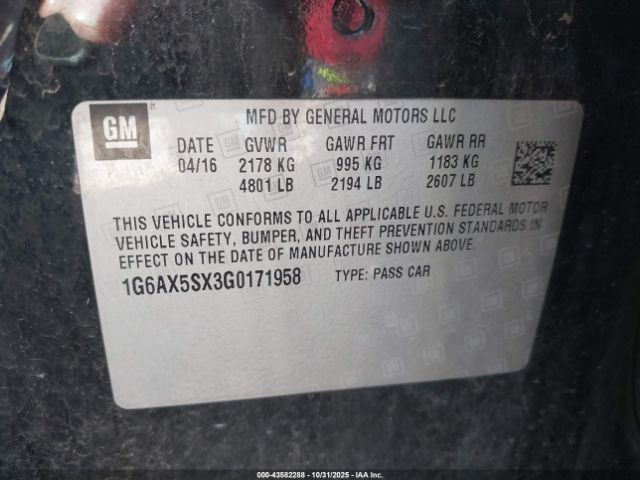 GM
MFD BY GENERAL MOTORS LLC
DATE GVWR GAWR FRT GAWR RR
04/16 2178 KG 995 KG 1183 KG
4801 LB 2194 LB 2607 LB
THIS VEHICLE CONFORMS TO ALL APPLICABLE U.S. FEDERAL MOTOR
VEHICLE SAFETY, BUMPER, AND THEFT PREVENTION STANDARDS IN
EFFECT ON THE DATE OF MANUFACTURE SHOWN ABOVE.
1G6AX5SX3G0171958 TYPE: PASS CAR
000-43582288 - 10/31/2025 - IAAI.com